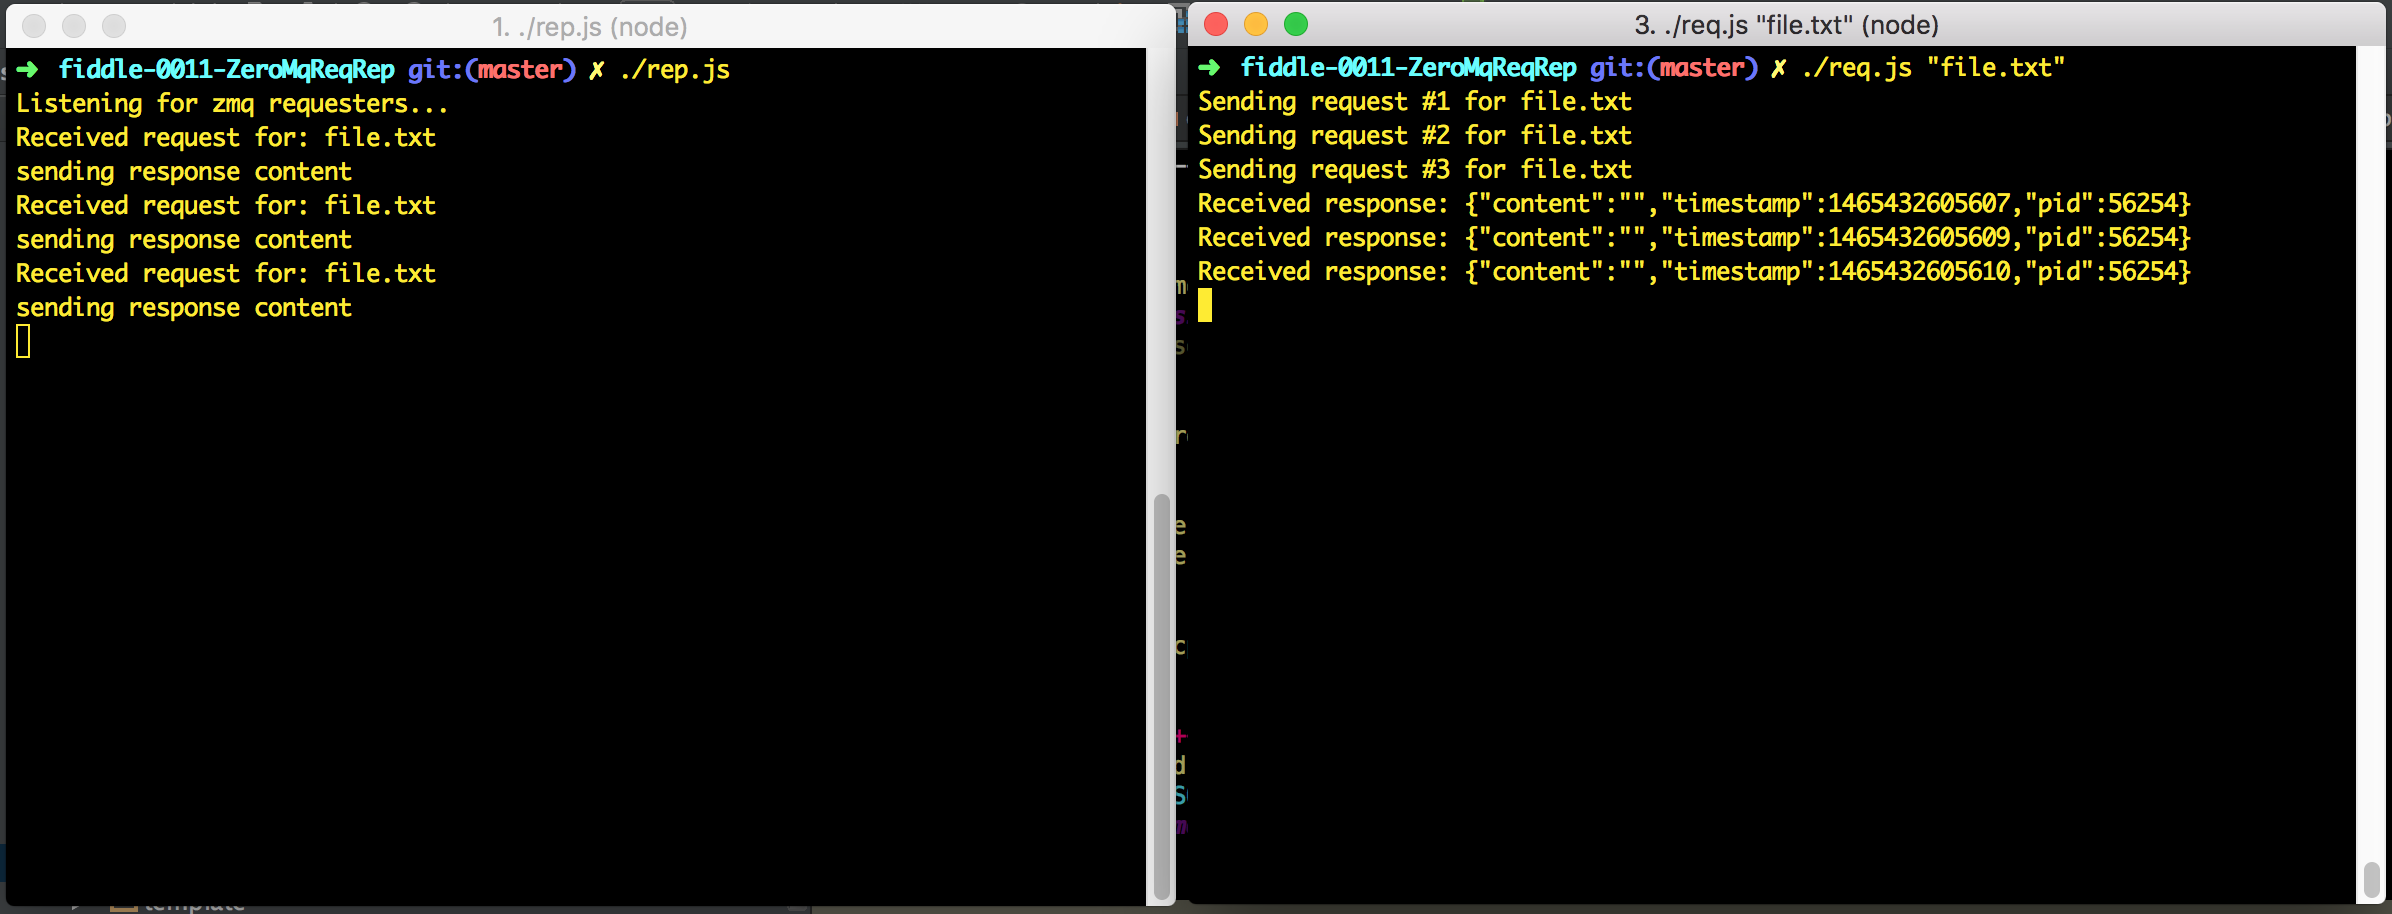 1. ./rep.js (node)
➜ fiddle-0011-ZeroMqReqRep git:(master) ✗ ./rep.js
Listening for zmq requesters...
Received request for: file.txt
sending response content
Received request for: file.txt
sending response content
Received request for: file.txt
sending response content
3. ./req.js "file.txt" (node)
➜ fiddle-0011-ZeroMqReqRep git:(master) ✗ ./req.js "file.txt"
Sending request #1 for file.txt
Sending request #2 for file.txt
Sending request #3 for file.txt
Received response: {"content":"","timestamp":1465432605607,"pid":56254}
Received response: {"content":"","timestamp":1465432605609,"pid":56254}
Received response: {"content":"","timestamp":1465432605610,"pid":56254}
template